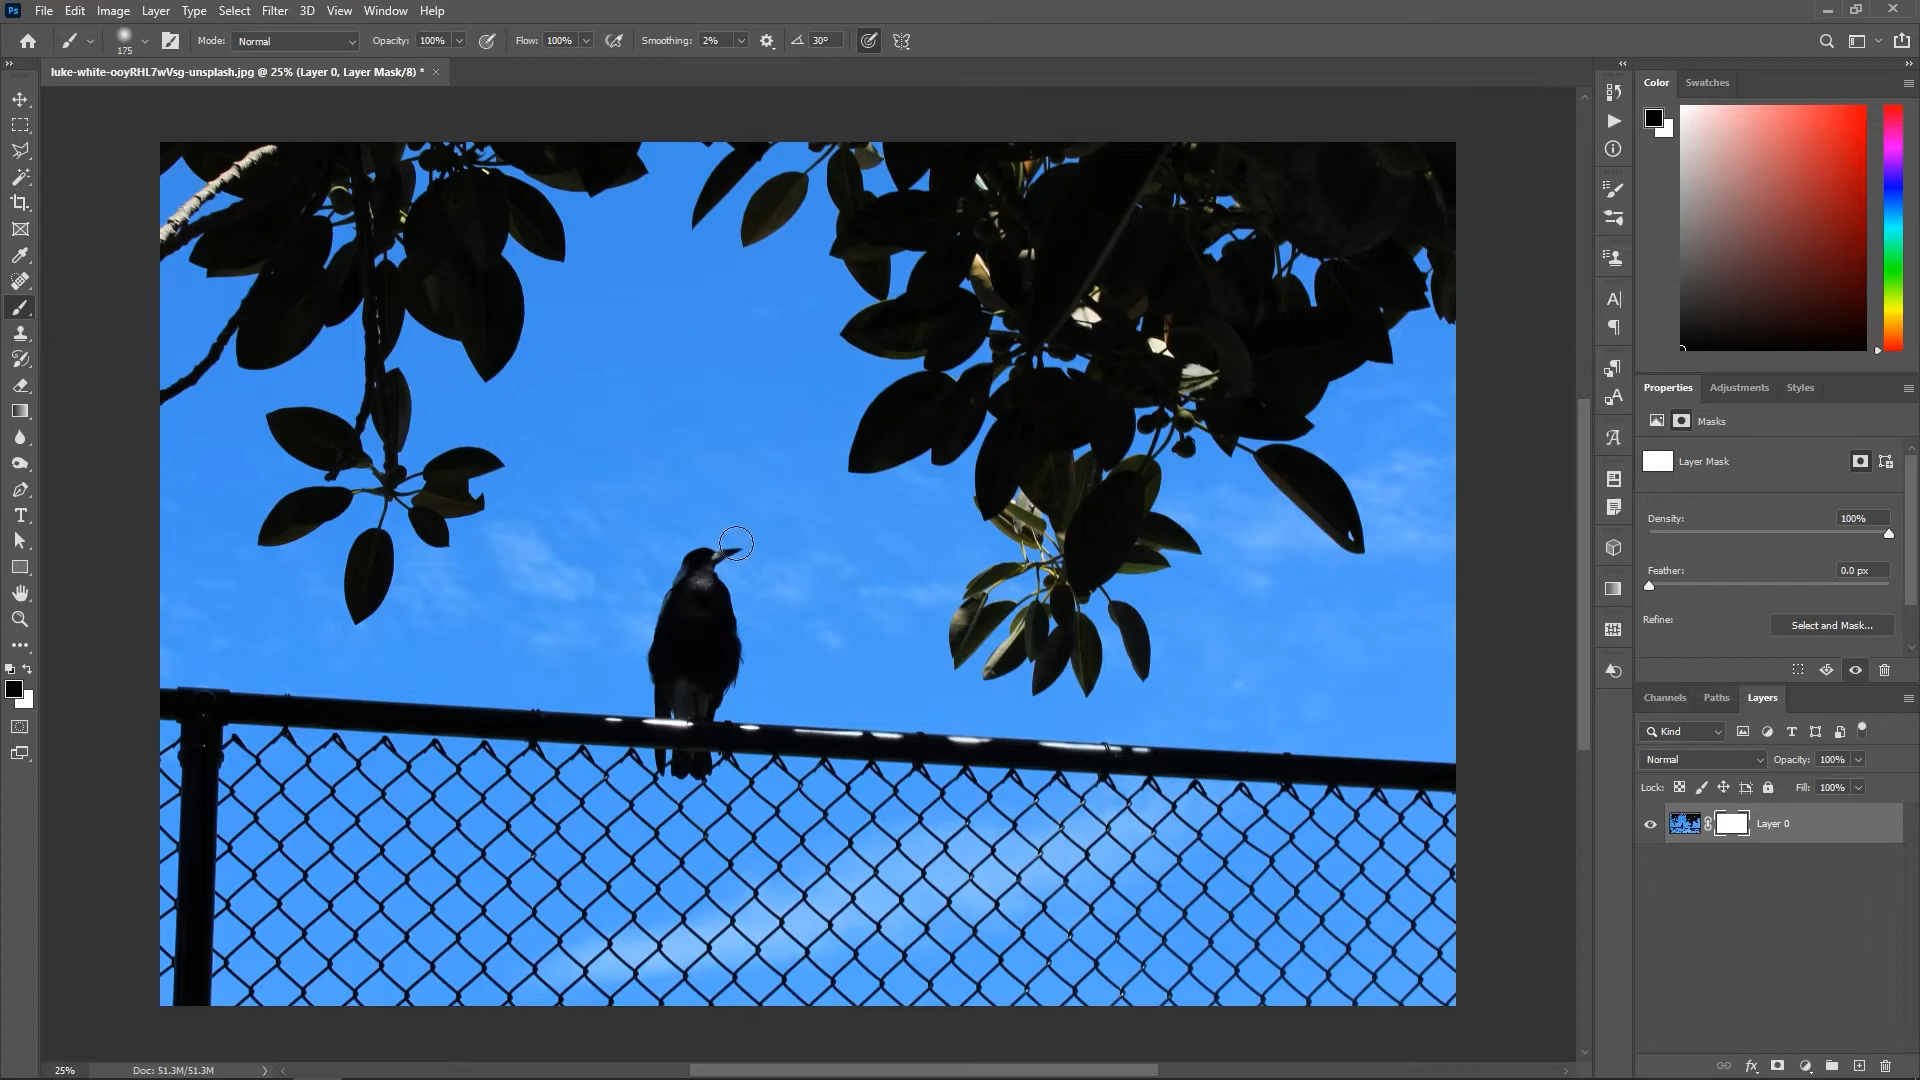 Ps File Edit Image Layer Type Select Filter 3D View Window Help
175 Mode: Normal Opacity: 100% Flow: 100% Smoothing: 2% 30°
luke-white-ooyRHL7wVsg-unsplash.jpg @ 25% (Layer 0, Layer Mask/8) * ×
Color Swatches
Properties Adjustments Styles
Masks
Layer Mask
Density: 100%
Feather: 0.0 px
Refine:
Select and Mask...
Channels Paths Layers
Kind
Normal Opacity: 100%
Lock: Fill: 100%
Layer 0
25% Doc: 51.3M/51.3M